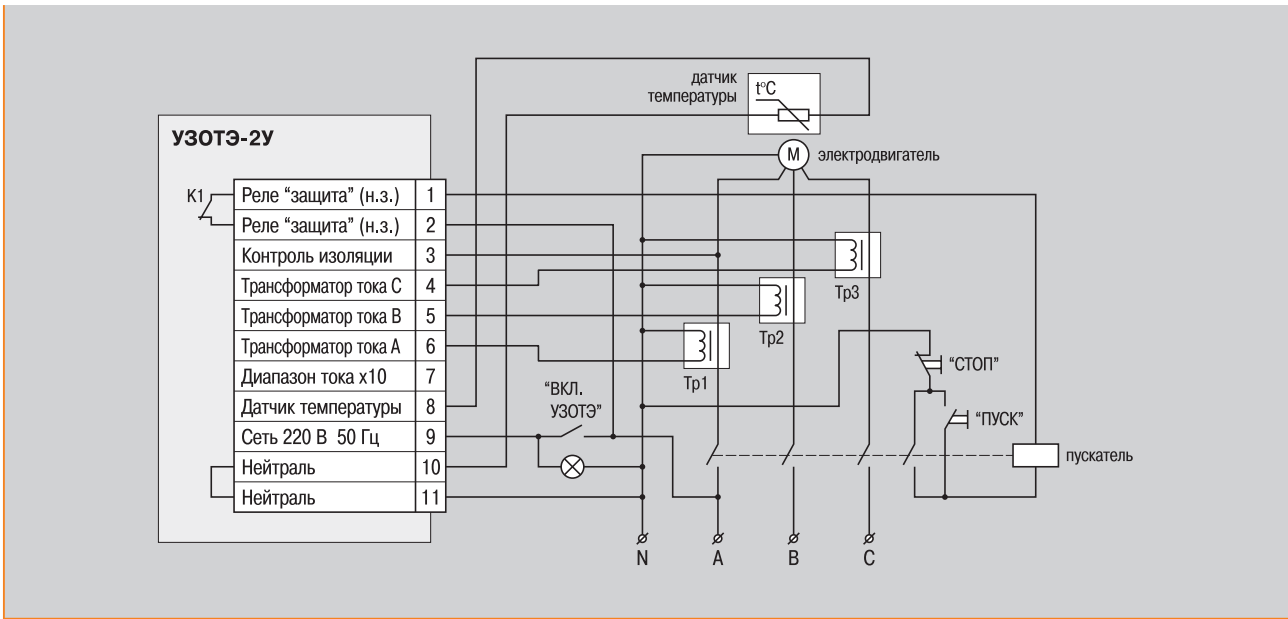 датчик
температуры
t°C
УЗОТЭ-2У
М
электродвигатель
К1
Реле “защита” (н.з.) 1
Реле “защита” (н.з.) 2
Контроль изоляции 3
Трансформатор тока С 4
Трансформатор тока В 5
Трансформатор тока А 6
Диапазон тока х10 7
Датчик температуры 8
Сеть 220 В 50 Гц 9
Нейтраль 10
Нейтраль 11
Тр3
Тр2
Тр1
“ВКЛ.
УЗОТЭ”
“СТОП”
“ПУСК”
пускатель
N A B C